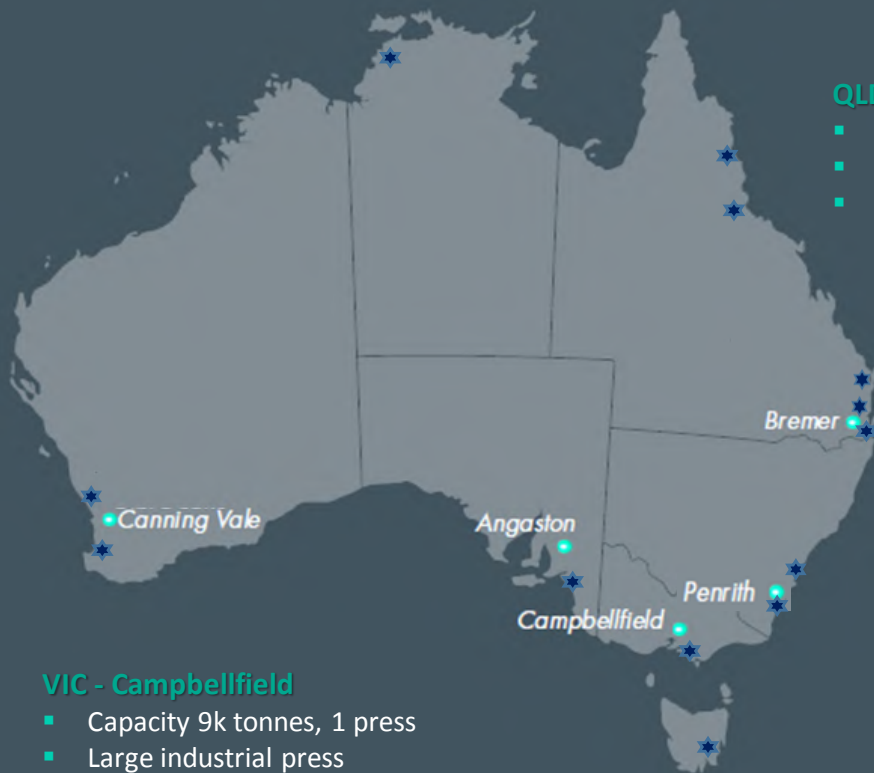 QL
Bremer
Canning Vale
Angaston
Penrith
Campbellfield
VIC - Campbellfield
▪ Capacity 9k tonnes, 1 press
▪ Large industrial press